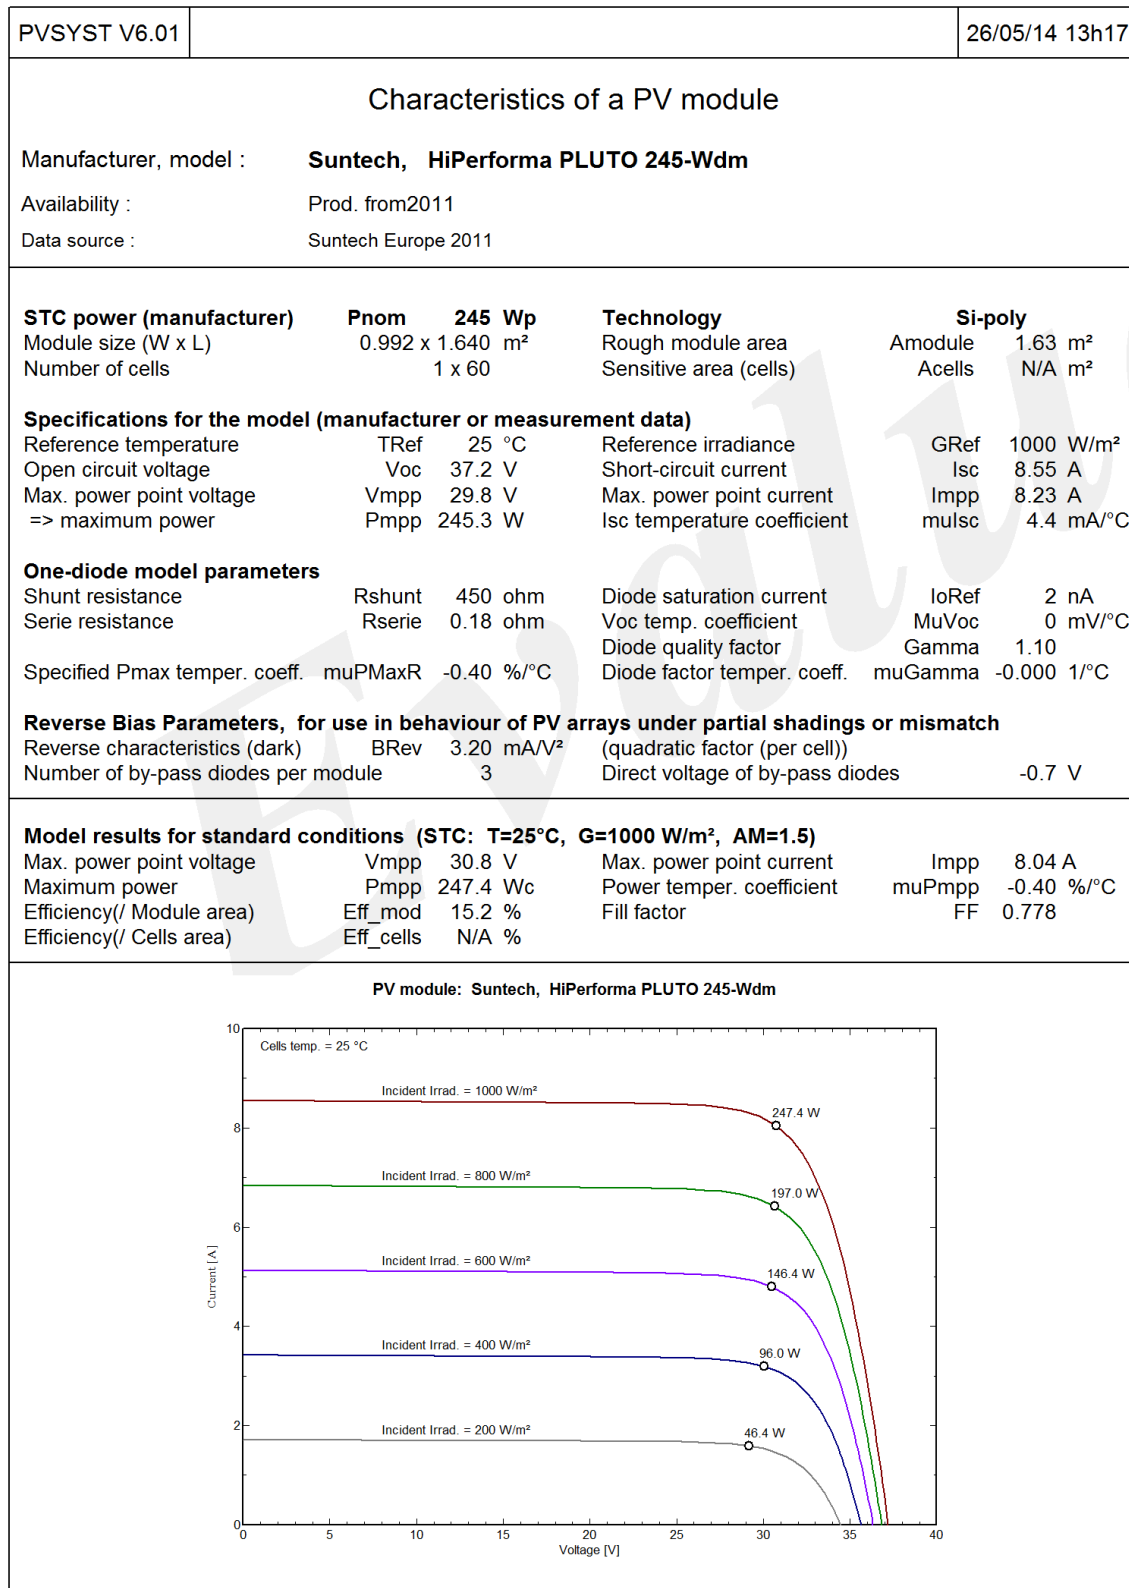 PVSYST V6.01 26/05/14 13h17
Characteristics of a PV module
Manufacturer, model : Suntech, HiPerforma PLUTO 245-Wdm
Availability : Prod. from2011
Data source : Suntech Europe 2011
STC power (manufacturer) Pnom 245 Wp Technology Si-poly
Module size (W x L) 0.992 x 1.640 m² Rough module area Amodule 1.63 m²
Number of cells 1 x 60 Sensitive area (cells) Acells N/A m²
Specifications for the model (manufacturer or measurement data)
Reference temperature TRef 25 °C Reference irradiance GRef 1000 W/m²
Open circuit voltage Voc 37.2 V Short-circuit current Isc 8.55 A
Max. power point voltage Vmpp 29.8 V Max. power point current Impp 8.23 A
=> maximum power Pmpp 245.3 W Isc temperature coefficient muIsc 4.4 mA/°C
One-diode model parameters
Shunt resistance Rshunt 450 ohm Diode saturation current IoRef 2 nA
Serie resistance Rserie 0.18 ohm Voc temp. coefficient MuVoc 0 mV/°C
Diode quality factor Gamma 1.10
Specified Pmax temper. coeff. muPMaxR -0.40 %/°C Diode factor temper. coeff. muGamma -0.000 1/°C
Reverse Bias Parameters, for use in behaviour of PV arrays under partial shadings or mismatch
Reverse characteristics (dark) BRev 3.20 mA/V² (quadratic factor (per cell))
Number of by-pass diodes per module 3 Direct voltage of by-pass diodes -0.7 V
Model results for standard conditions (STC: T=25°C, G=1000 W/m², AM=1.5)
Max. power point voltage Vmpp 30.8 V Max. power point current Impp 8.04 A
Maximum power Pmpp 247.4 Wc Power temper. coefficient muPmpp -0.40 %/°C
Efficiency(/ Module area) Eff_mod 15.2 % Fill factor FF 0.778
Efficiency(/ Cells area) Eff_cells N/A %
Evalu
PV module: Suntech, HiPerforma PLUTO 245-Wdm
10
Cells temp. = 25 °C
Incident Irrad. = 1000 W/m²
247.4 W
8
Incident Irrad. = 800 W/m²
197.0 W
6
Incident Irrad. = 600 W/m²
146.4 W
Current [A]
4
Incident Irrad. = 400 W/m²
96.0 W
2
Incident Irrad. = 200 W/m²
46.4 W
0
0 5 10 15 20 25 30 35 40
Voltage [V]